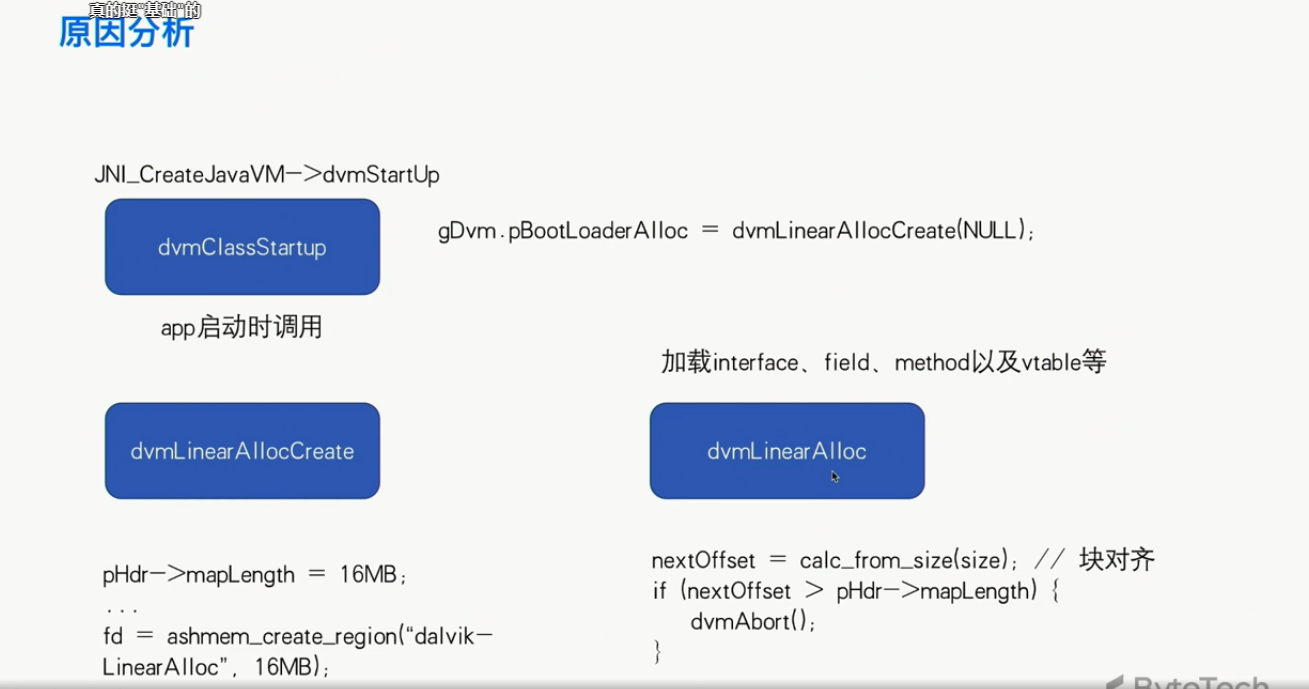 真的挺"基础"的
原因分析
JNI_CreateJavaVM->dvmStartUp
dvmClassStartup
gDvm.pBootLoaderAlloc = dvmLinearAllocCreate(NULL);
app启动时调用
加载interface、field、method以及vtable等
dvmLinearAllocCreate
dvmLinearAlloc
pHdr->mapLength = 16MB;
...
fd = ashmem_create_region(“dalvik-
LinearAlloc", 16MB);
nextOffset = calc_from_size(size); // 块对齐
if (nextOffset > pHdr->mapLength) {
dvmAbort();
}
ByteTech